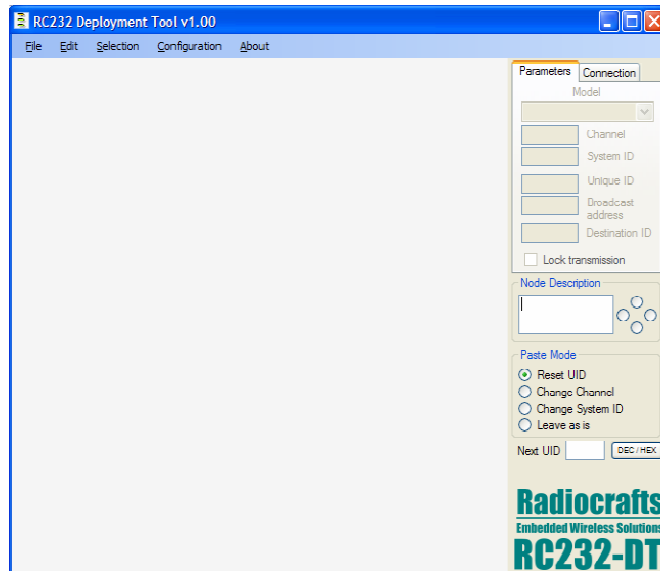 RC232 Deployment Tool v1.00
File Edit Selection Configuration About
Parameters Connection
Model
Channel
System ID
Unique ID
Broadcast
address
Destination ID
Lock transmission
Node Description
Paste Mode
Reset UID
Change Channel
Change System ID
Leave as is
Next UID DEC / HEX
Radiocrafts
Embedded Wireless Solutions
RC232-DT